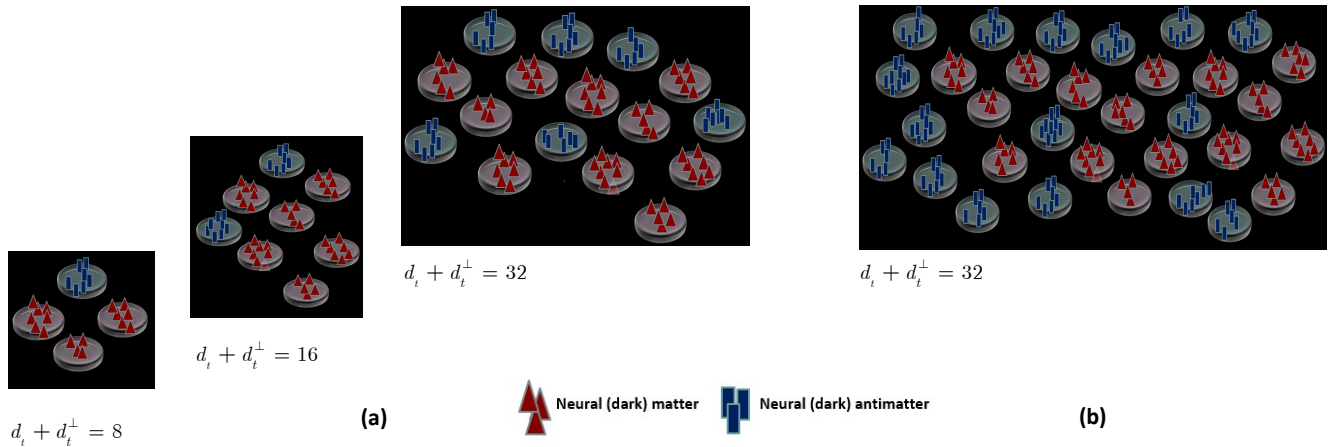 d_t + d_t^⊥ = 8
d_t + d_t^⊥ = 16
d_t + d_t^⊥ = 32
d_t + d_t^⊥ = 32
(a)
Neural (dark) matter
Neural (dark) antimatter
(b)